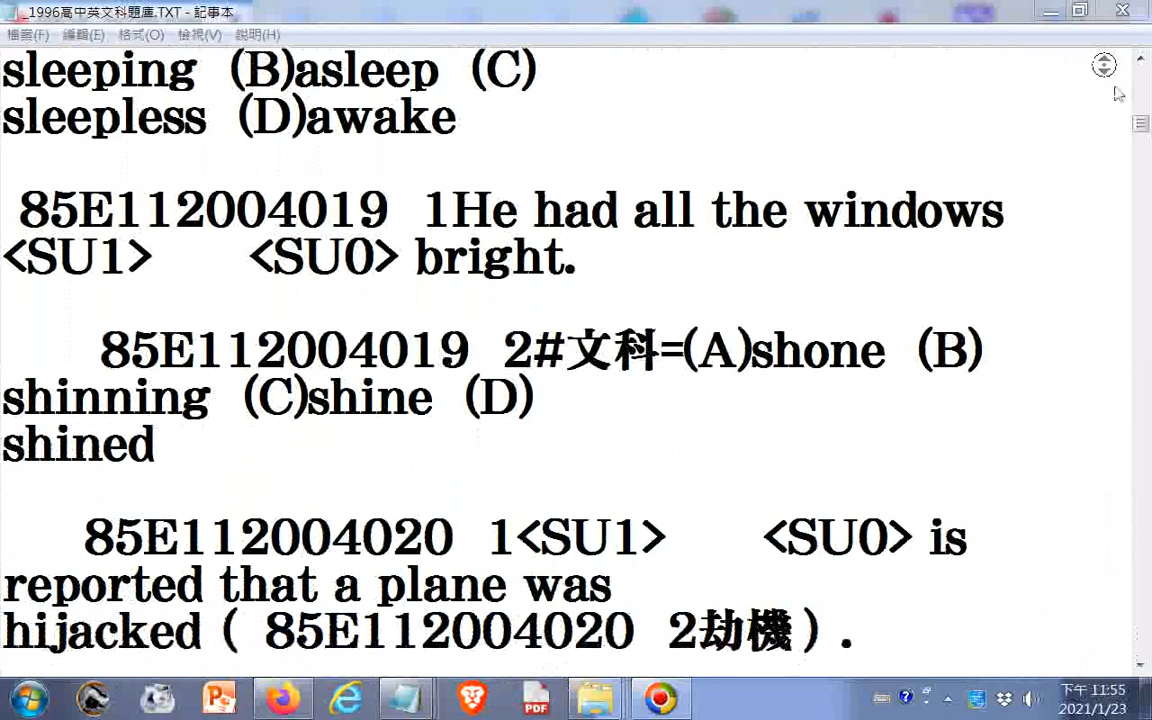 _1996高中英文科題庫.TXT - 記事本
檔案(F) 編輯(E) 格式(O) 檢視(V) 說明(H)
sleeping (B)asleep (C)
sleepless (D)awake
85E112004019 1He had all the windows
<SU1> <SU0> bright.
85E112004019 2#文科=(A)shone (B)
shinning (C)shine (D)
shined
85E112004020 1<SU1> <SU0> is
reported that a plane was
hijacked ( 85E112004020 2劫機 ) .
PDF
下午 11:55
2021/1/23